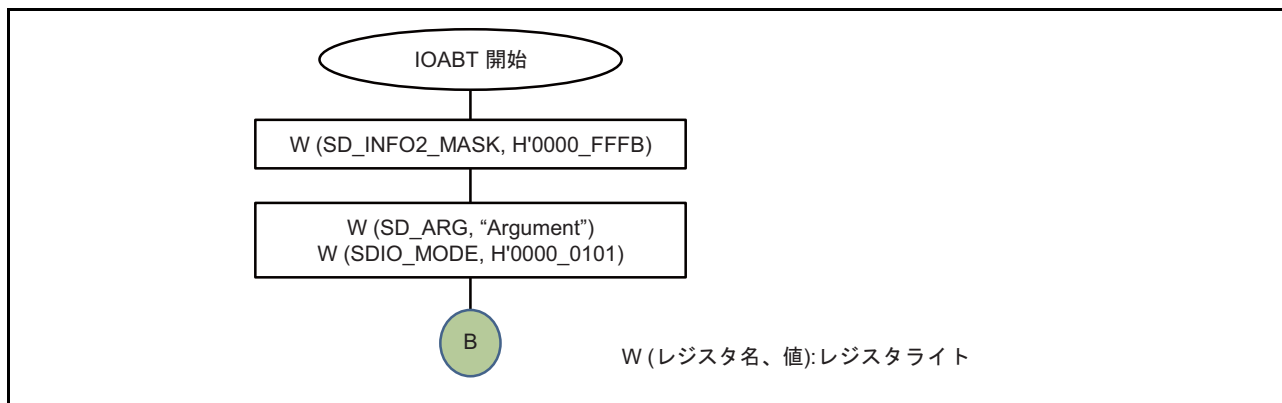 IOABT 開始
W (SD_INFO2_MASK, H'0000_FFFB)
W (SD_ARG, “Argument”)
W (SDIO_MODE, H'0000_0101)
B
W (レジスタ名、値):レジスタライト